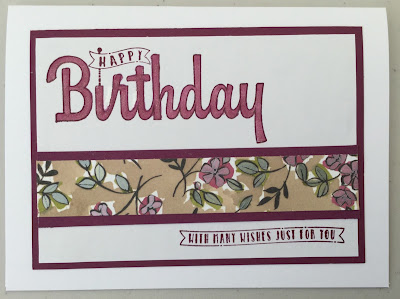 HAPPY
Birthday
WITH MANY WISHES JUST FOR YOU